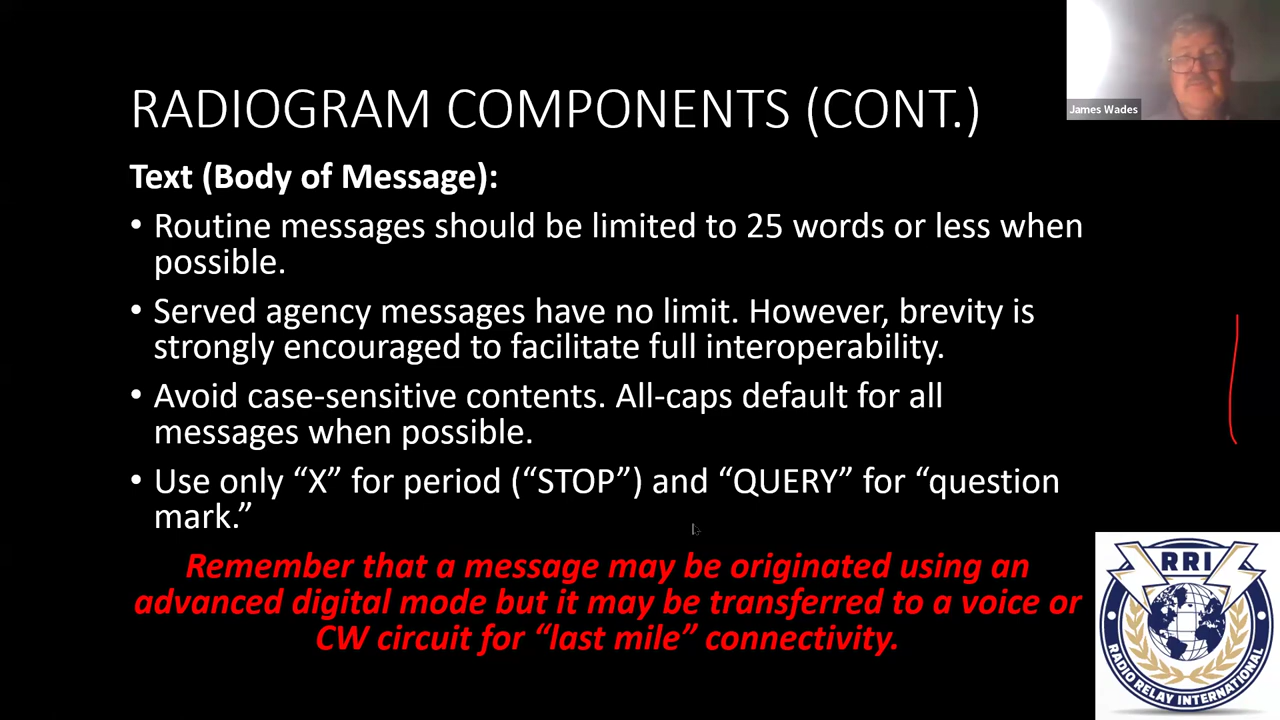 James Wades
RADIOGRAM COMPONENTS (CONT.)
Text (Body of Message):
• Routine messages should be limited to 25 words or less when
possible.
• Served agency messages have no limit. However, brevity is
strongly encouraged to facilitate full interoperability.
• Avoid case-sensitive contents. All-caps default for all
messages when possible.
• Use only “X” for period (“STOP”) and “QUERY” for “question
mark.”
Remember that a message may be originated using an
advanced digital mode but it may be transferred to a voice or
CW circuit for “last mile” connectivity.
RRI
RADIO RELAY INTERNATIONAL